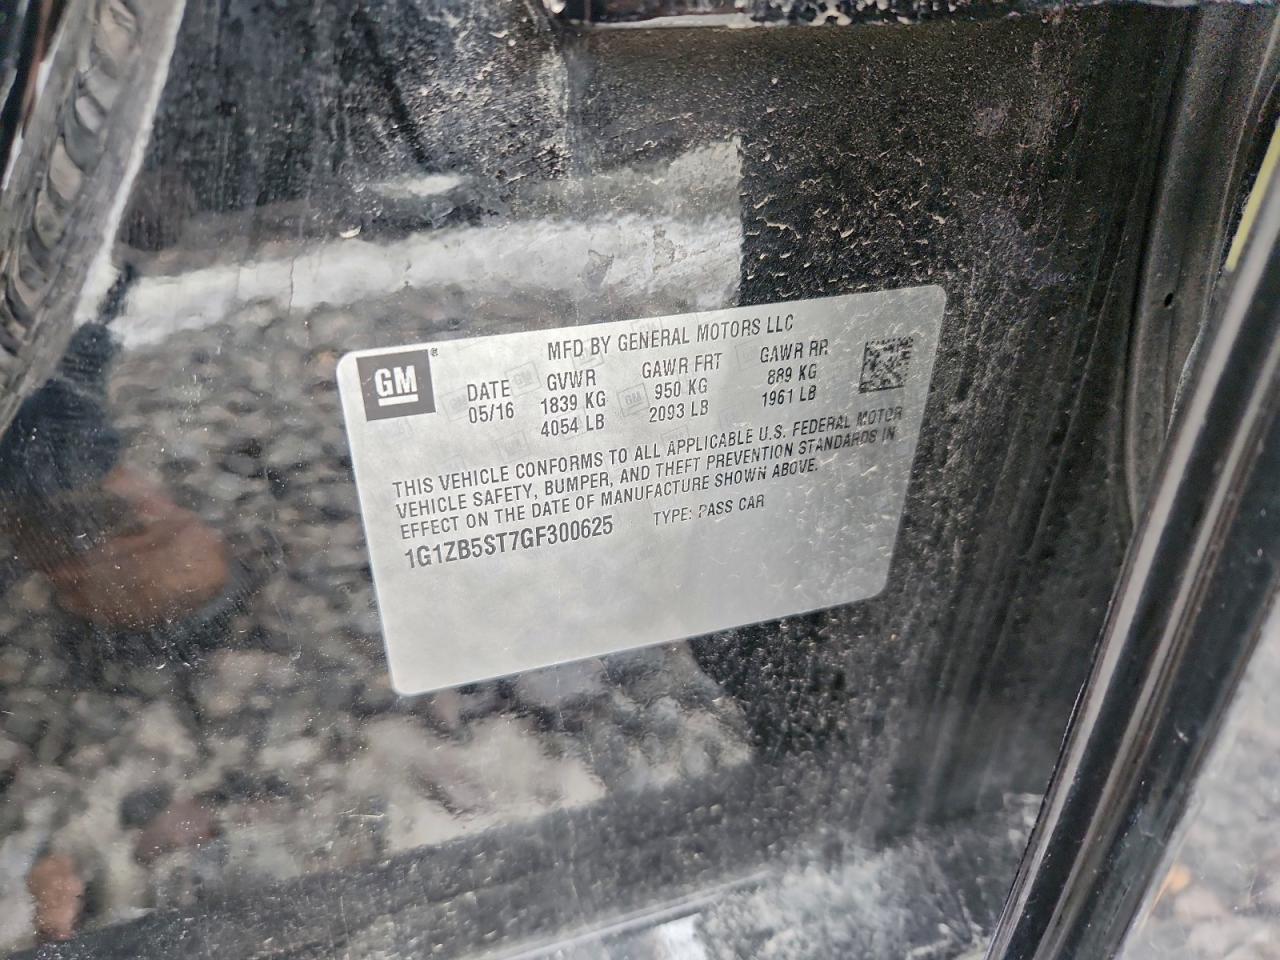 GM ®
MFD BY GENERAL MOTORS LLC
DATE GVWR GAWR FRT GAWR RR
05/16 1839 KG 950 KG 889 KG
4054 LB 2093 LB 1961 LB
THIS VEHICLE CONFORMS TO ALL APPLICABLE U.S. FEDERAL MOTOR
VEHICLE SAFETY, BUMPER, AND THEFT PREVENTION STANDARDS IN
EFFECT ON THE DATE OF MANUFACTURE SHOWN ABOVE.
1G1ZB5ST7GF300625 TYPE: PASS CAR